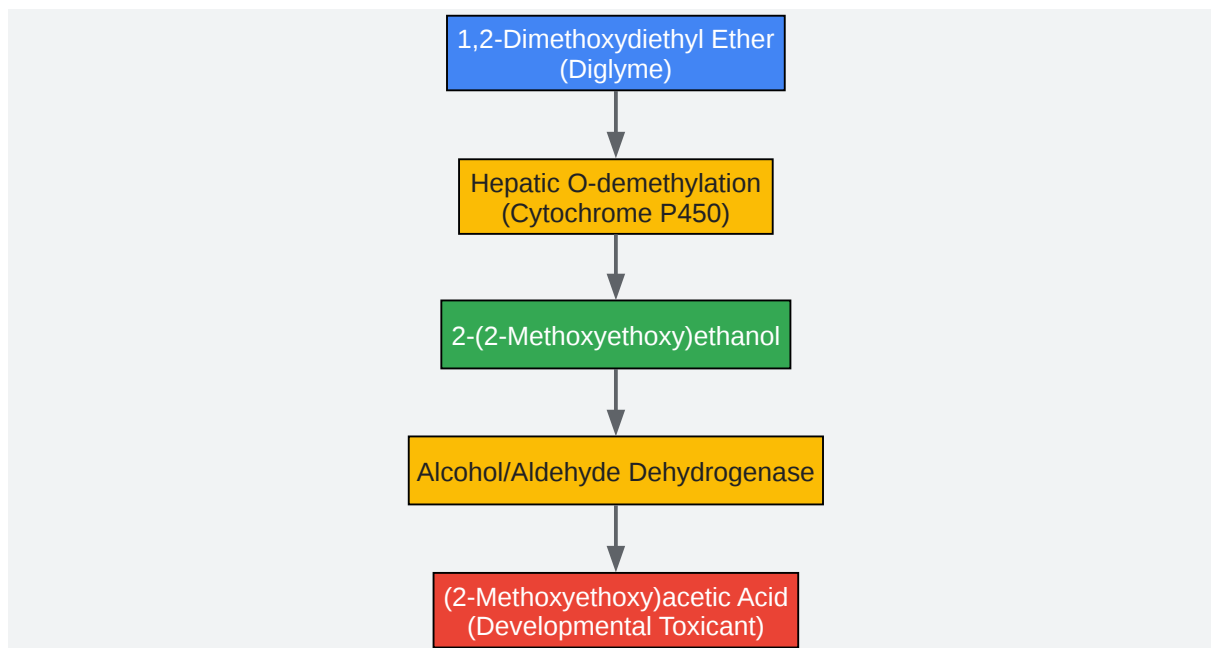 1,2-Dimethoxydiethyl Ether
(Diglyme)
Hepatic O-demethylation
(Cytochrome P450)
2-(2-Methoxyethoxy)ethanol
Alcohol/Aldehyde Dehydrogenase
(2-Methoxyethoxy)acetic Acid
(Developmental Toxicant)